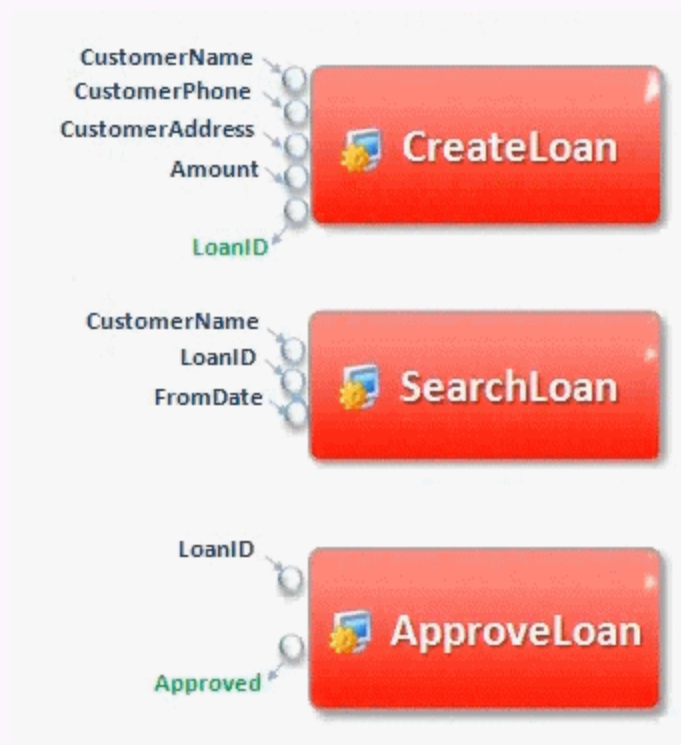 CustomerName
CustomerPhone
CustomerAddress
Amount
CreateLoan
LoanID
CustomerName
LoanID
FromDate
SearchLoan
LoanID
ApproveLoan
Approved